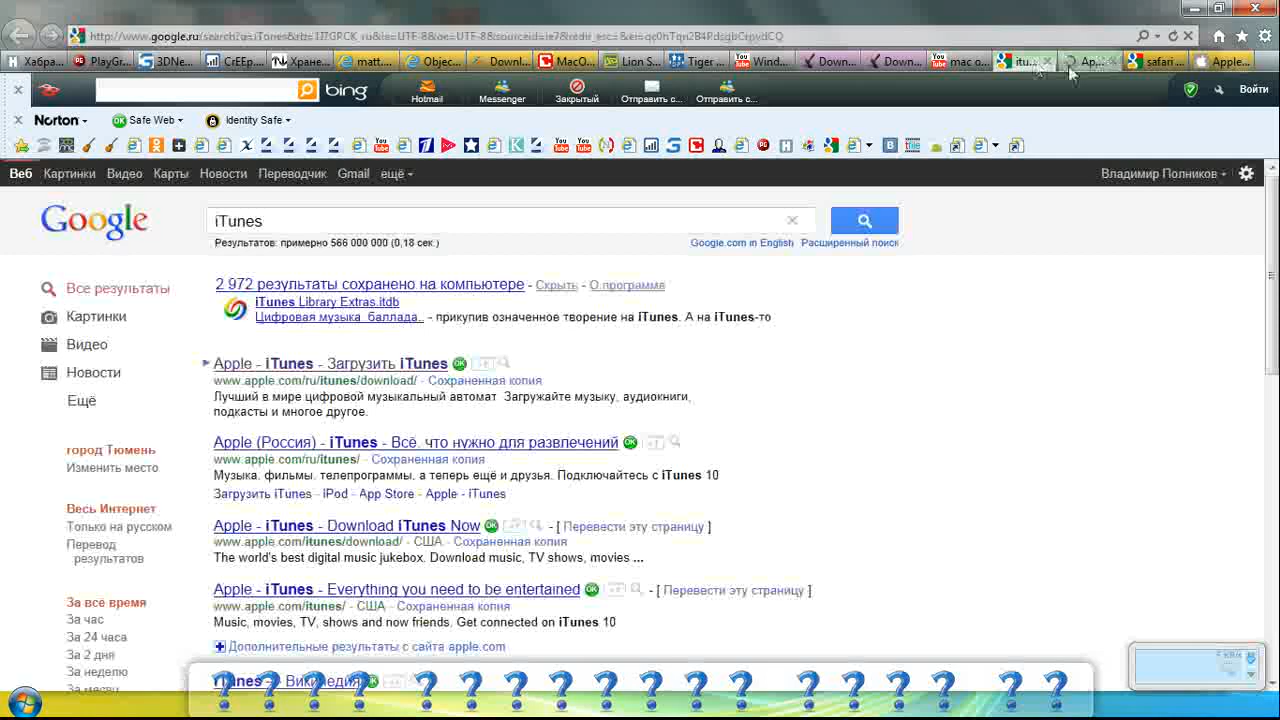 Хабра...
PlayGr...
3DNe...
CrEEp...
Хране...
matt...
Objec...
Downl...
MacO...
Lion S...
Tiger ...
Wind...
Down...
Down...
mac o...
itu...
Ap...
safari ...
Apple...
bing
Hotmail
Messenger
Закрытый
Отправить с...
Отправить с...
Войти
Norton
Safe Web
Identity Safe
Веб Картинки Видео Карты Новости Переводчик Gmail ещё
Владимир Полников
Google
iTunes
Результатов: примерно 566 000 000 (0,18 сек.)
Google.com in English Расширенный поиск
Все результаты
Картинки
Видео
Новости
Ещё
город Тюмень
Изменить место
Весь Интернет
Только на русском
Перевод
результатов
За всё время
За час
За 24 часа
За 2 дня
За неделю
За месяц
2 972 результаты сохранено на компьютере - Скрыть - О программе
iTunes Library Extras.itdb
Цифровая музыка баллада.. - прикупив означенное творение на iTunes. А на iTunes-то
Apple - iTunes - Загрузить iTunes
www.apple.com/ru/itunes/download/ - Сохраненная копия
Лучший в мире цифровой музыкальный автомат Загружайте музыку, аудиокниги,
подкасты и многое другое.
Apple (Россия) - iTunes - Всё, что нужно для развлечений
www.apple.com/ru/itunes/ - Сохраненная копия
Музыка, фильмы, телепрограммы, а теперь ещё и друзья. Подключайтесь с iTunes 10
Загрузить iTunes - iPod - App Store - Apple - iTunes
Apple - iTunes - Download iTunes Now - [ Перевести эту страницу ]
www.apple.com/itunes/download/ - США - Сохраненная копия
The world's best digital music jukebox. Download music, TV shows, movies ...
Apple - iTunes - Everything you need to be entertained - [ Перевести эту страницу ]
www.apple.com/itunes/ - США - Сохраненная копия
Music, movies, TV, shows and now friends. Get connected on iTunes 10
Дополнительные результаты с сайта apple.com
iTunes – Википедия